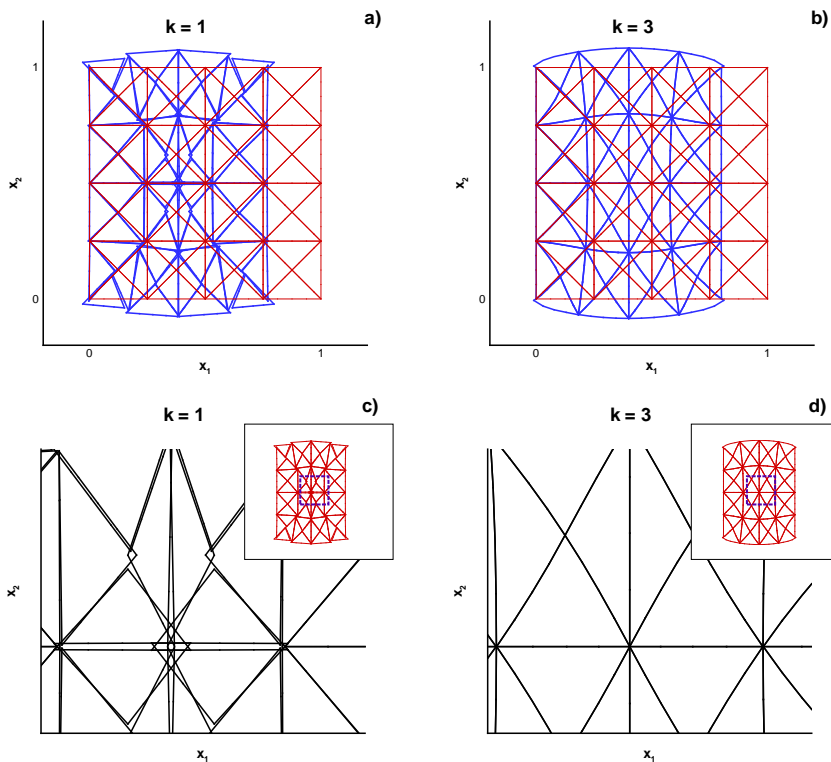 a)
k = 1
1
x2
0
0
1
x1
b)
k = 3
1
x2
0
0
1
x1
c)
k = 1
x2
x1
d)
k = 3
x2
x1